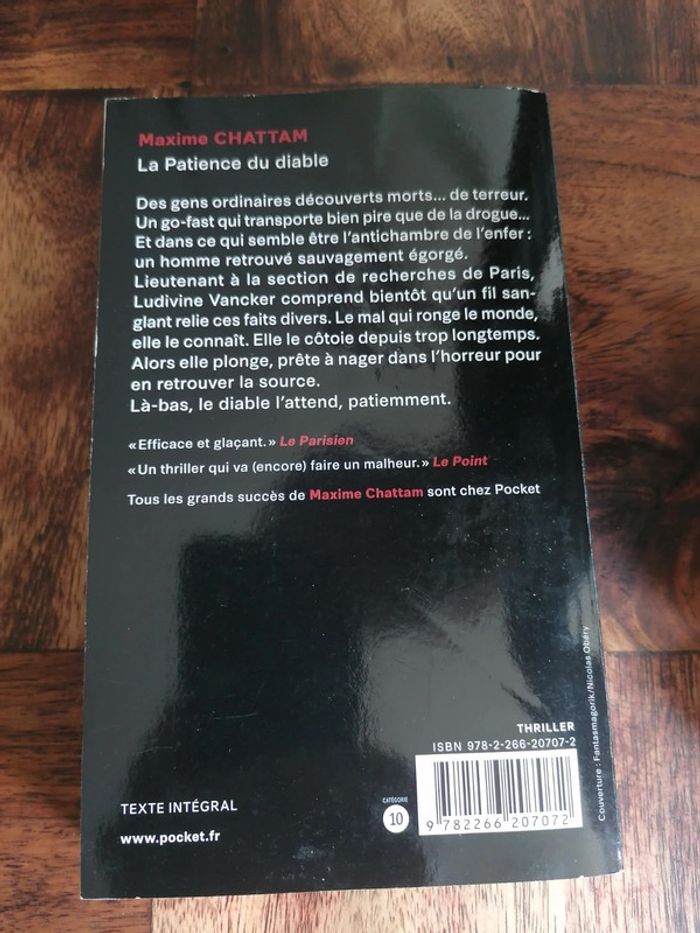 Maxime CHATTAM
La Patience du diable
Des gens ordinaires découverts morts... de terreur.
Un go-fast qui transporte bien pire que de la drogue...
Et dans ce qui semble être l'antichambre de l'enfer :
un homme retrouvé sauvagement égorgé.
Lieutenant à la section de recherches de Paris,
Ludivine Vancker comprend bientôt qu'un fil san-
glant relie ces faits divers. Le mal qui ronge le monde,
elle le connaît. Elle le côtoie depuis trop longtemps.
Alors elle plonge, prête à nager dans l'horreur pour
en retrouver la source.
Là-bas, le diable l'attend, patiemment.
« Efficace et glaçant. » Le Parisien
« Un thriller qui va (encore) faire un malheur. » Le Point
Tous les grands succès de Maxime Chattam sont chez Pocket
Couverture : Fantasmagorik/Nicolas Obéry
THRILLER
ISBN 978-2-266-20707-2
TEXTE INTÉGRAL
CATÉGORIE
10
9 782266 207072
www.pocket.fr